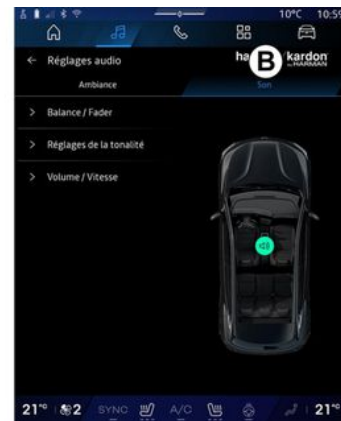 10°C 10:59
Réglages audio
ha B kardon
by HARMAN
Ambiance Son
Balance / Fader
Réglages de la tonalité
Volume / Vitesse
21°C 2 SYNC A/C 21°C